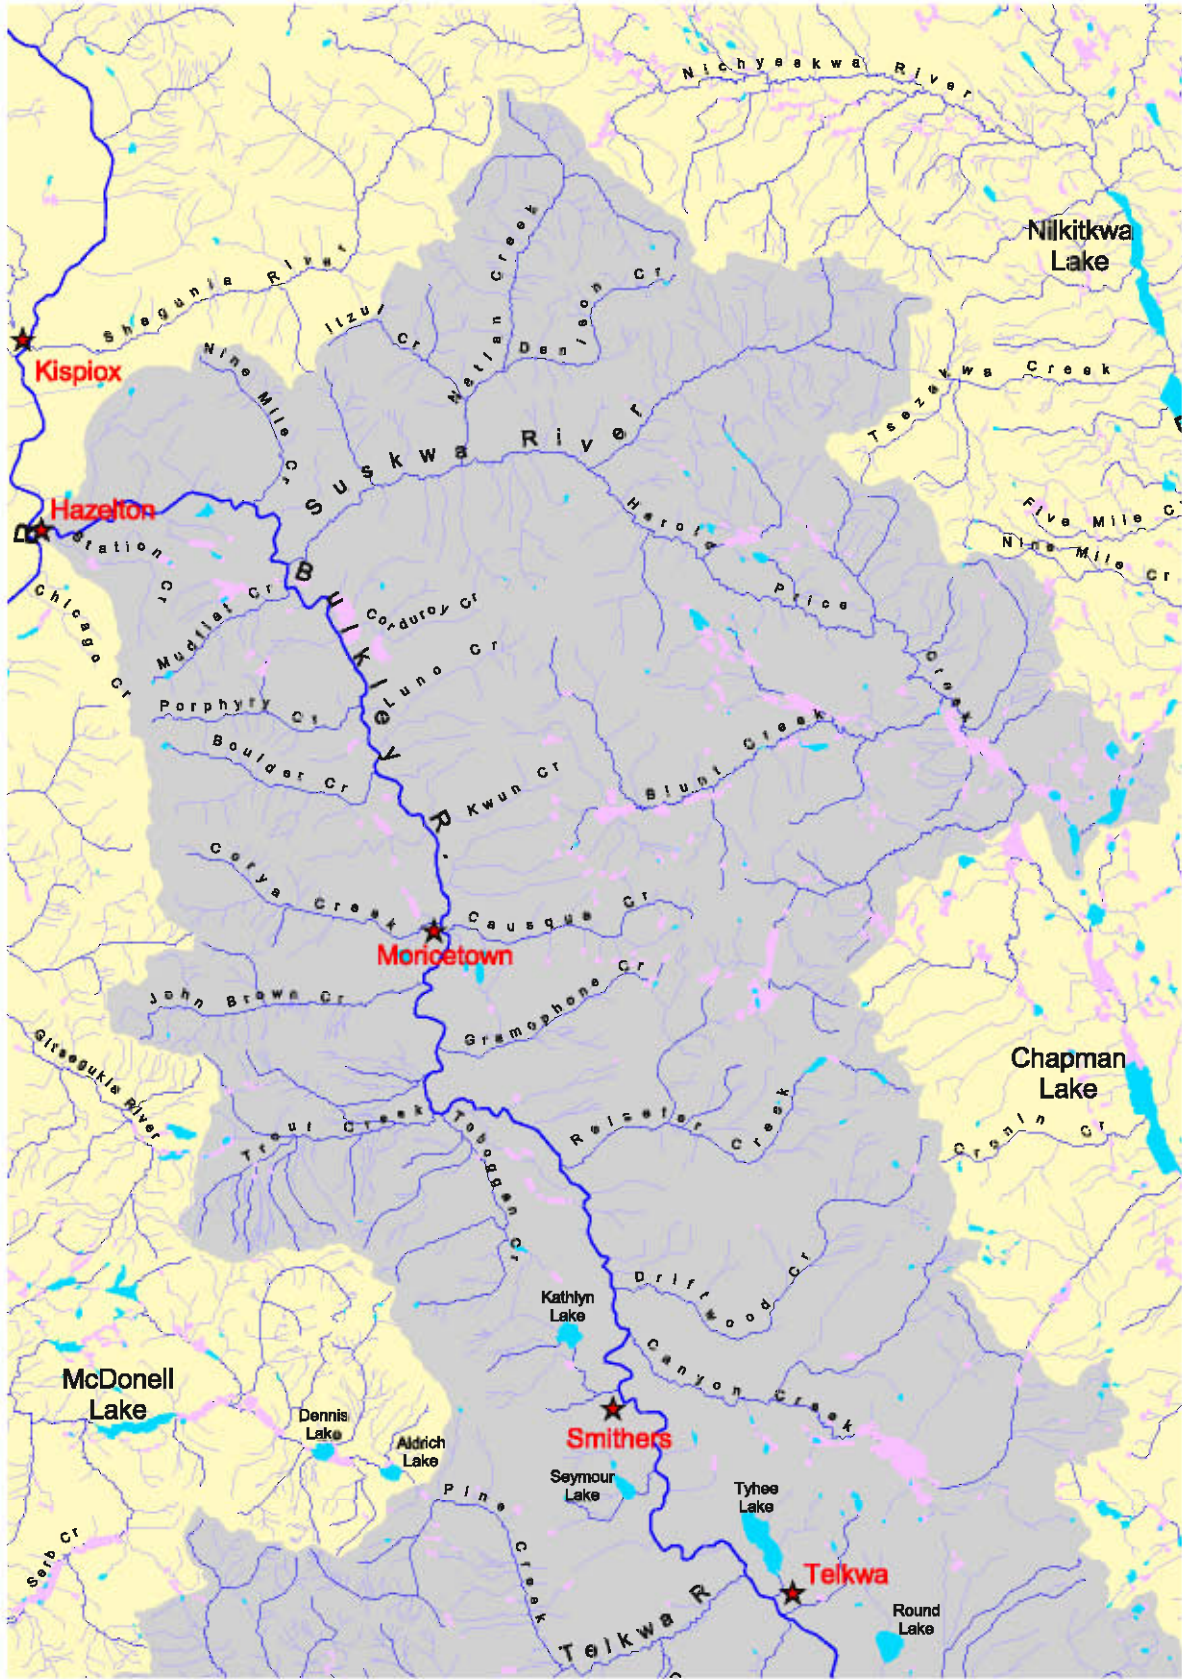 Nichyeskwa River
Nilkitkwa
Lake
Netlan Creek
Denison Cr
Shegunia River
Itzul Cr
Kispiox
Nine Mile Cr
Tsezakwa Creek
Suskwa River
Hazelton
B
Station Cr
Harold Price Creek
Five Mile C
Nine Mile Cr
Chicago Cr
Mudflat Cr
Bulkley R.
Corduroy Cr
Luno Cr
Porphyry Cr
Boulder Cr
Kwun Cr
Blunt Creek
Corya Creek
Causqua Cr
Moricetown
John Brown Cr
Gramophone Cr
Gitsegukla River
Chapman
Lake
Cronin Cr
Trout Creek
Toboggan Cr
Reiseter Creek
Driftwood Cr
Kathlyn
Lake
Canyon Creek
McDonell
Lake
Dennis
Lake
Aldrich
Lake
Smithers
Seymour
Lake
Tyhee
Lake
Pine Creek
Serb Cr
Telkwa
Telkwa R
Round
Lake